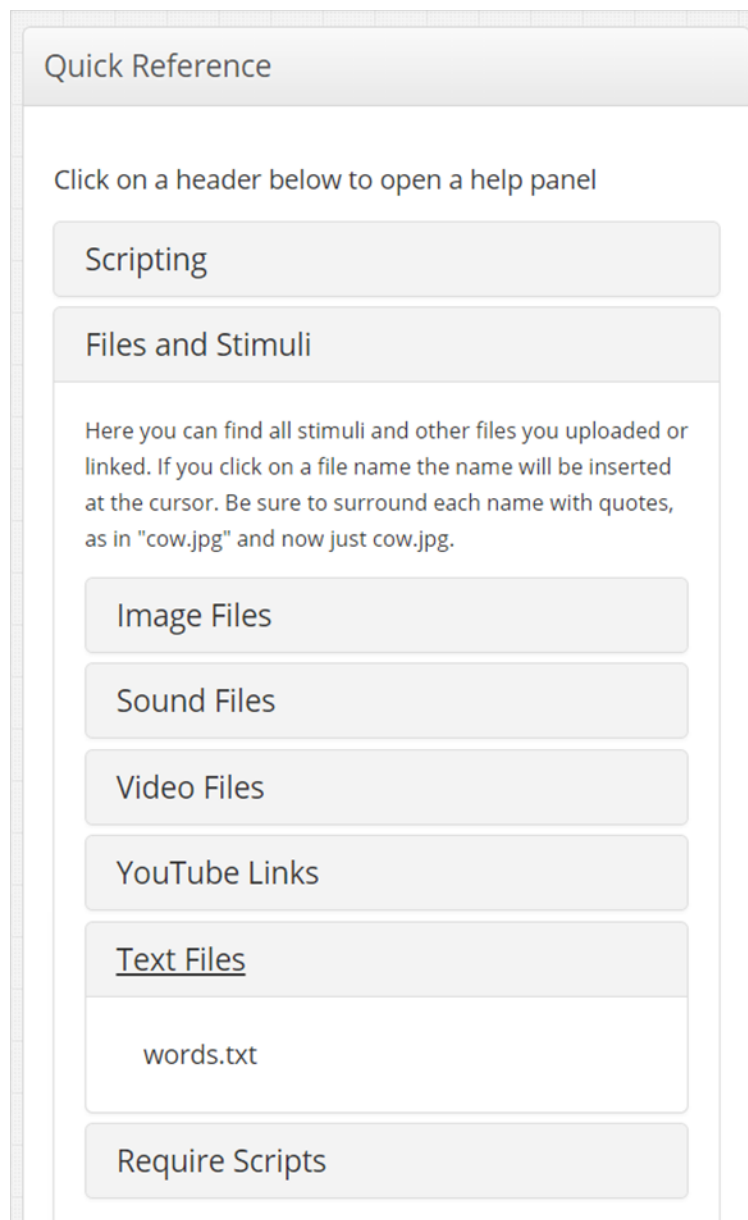 Quick Reference
Click on a header below to open a help panel
Scripting
Files and Stimuli
Here you can find all stimuli and other files you uploaded or
linked. If you click on a file name the name will be inserted
at the cursor. Be sure to surround each name with quotes,
as in "cow.jpg" and now just cow.jpg.
Image Files
Sound Files
Video Files
YouTube Links
Text Files
words.txt
Require Scripts